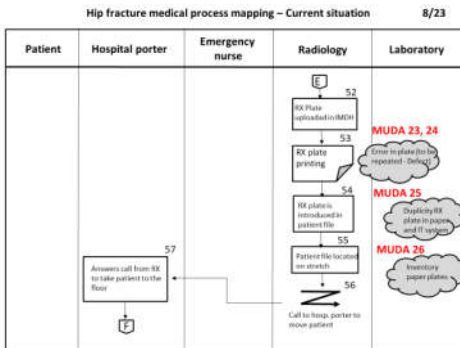 Hip fracture medical process mapping – Current situation
8/23
Patient
Hospital porter
Emergency
nurse
Radiology
Laboratory
E
52
RX Plate
uploaded in IMDH
53
RX plate
printing
MUDA 23, 24
Error in plate (to be
repeated - Defect)
54
RX plate is
introduced in
patient file
MUDA 25
Duplicity RX
plate in paper
and IT system
55
Patient file located
on stretch
MUDA 26
Inventory
paper plates
56
Call to hosp. porter to
move patient
57
Answers call from RX
to take patient to the
floor
F